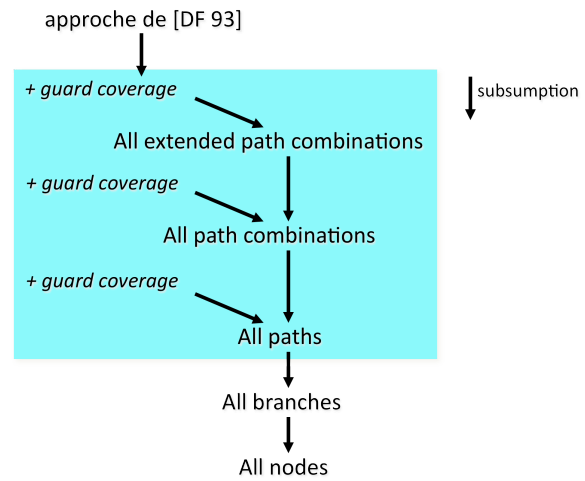 approche de [DF 93]
+ guard coverage
subsumption
All extended path combinations
+ guard coverage
All path combinations
+ guard coverage
All paths
All branches
All nodes